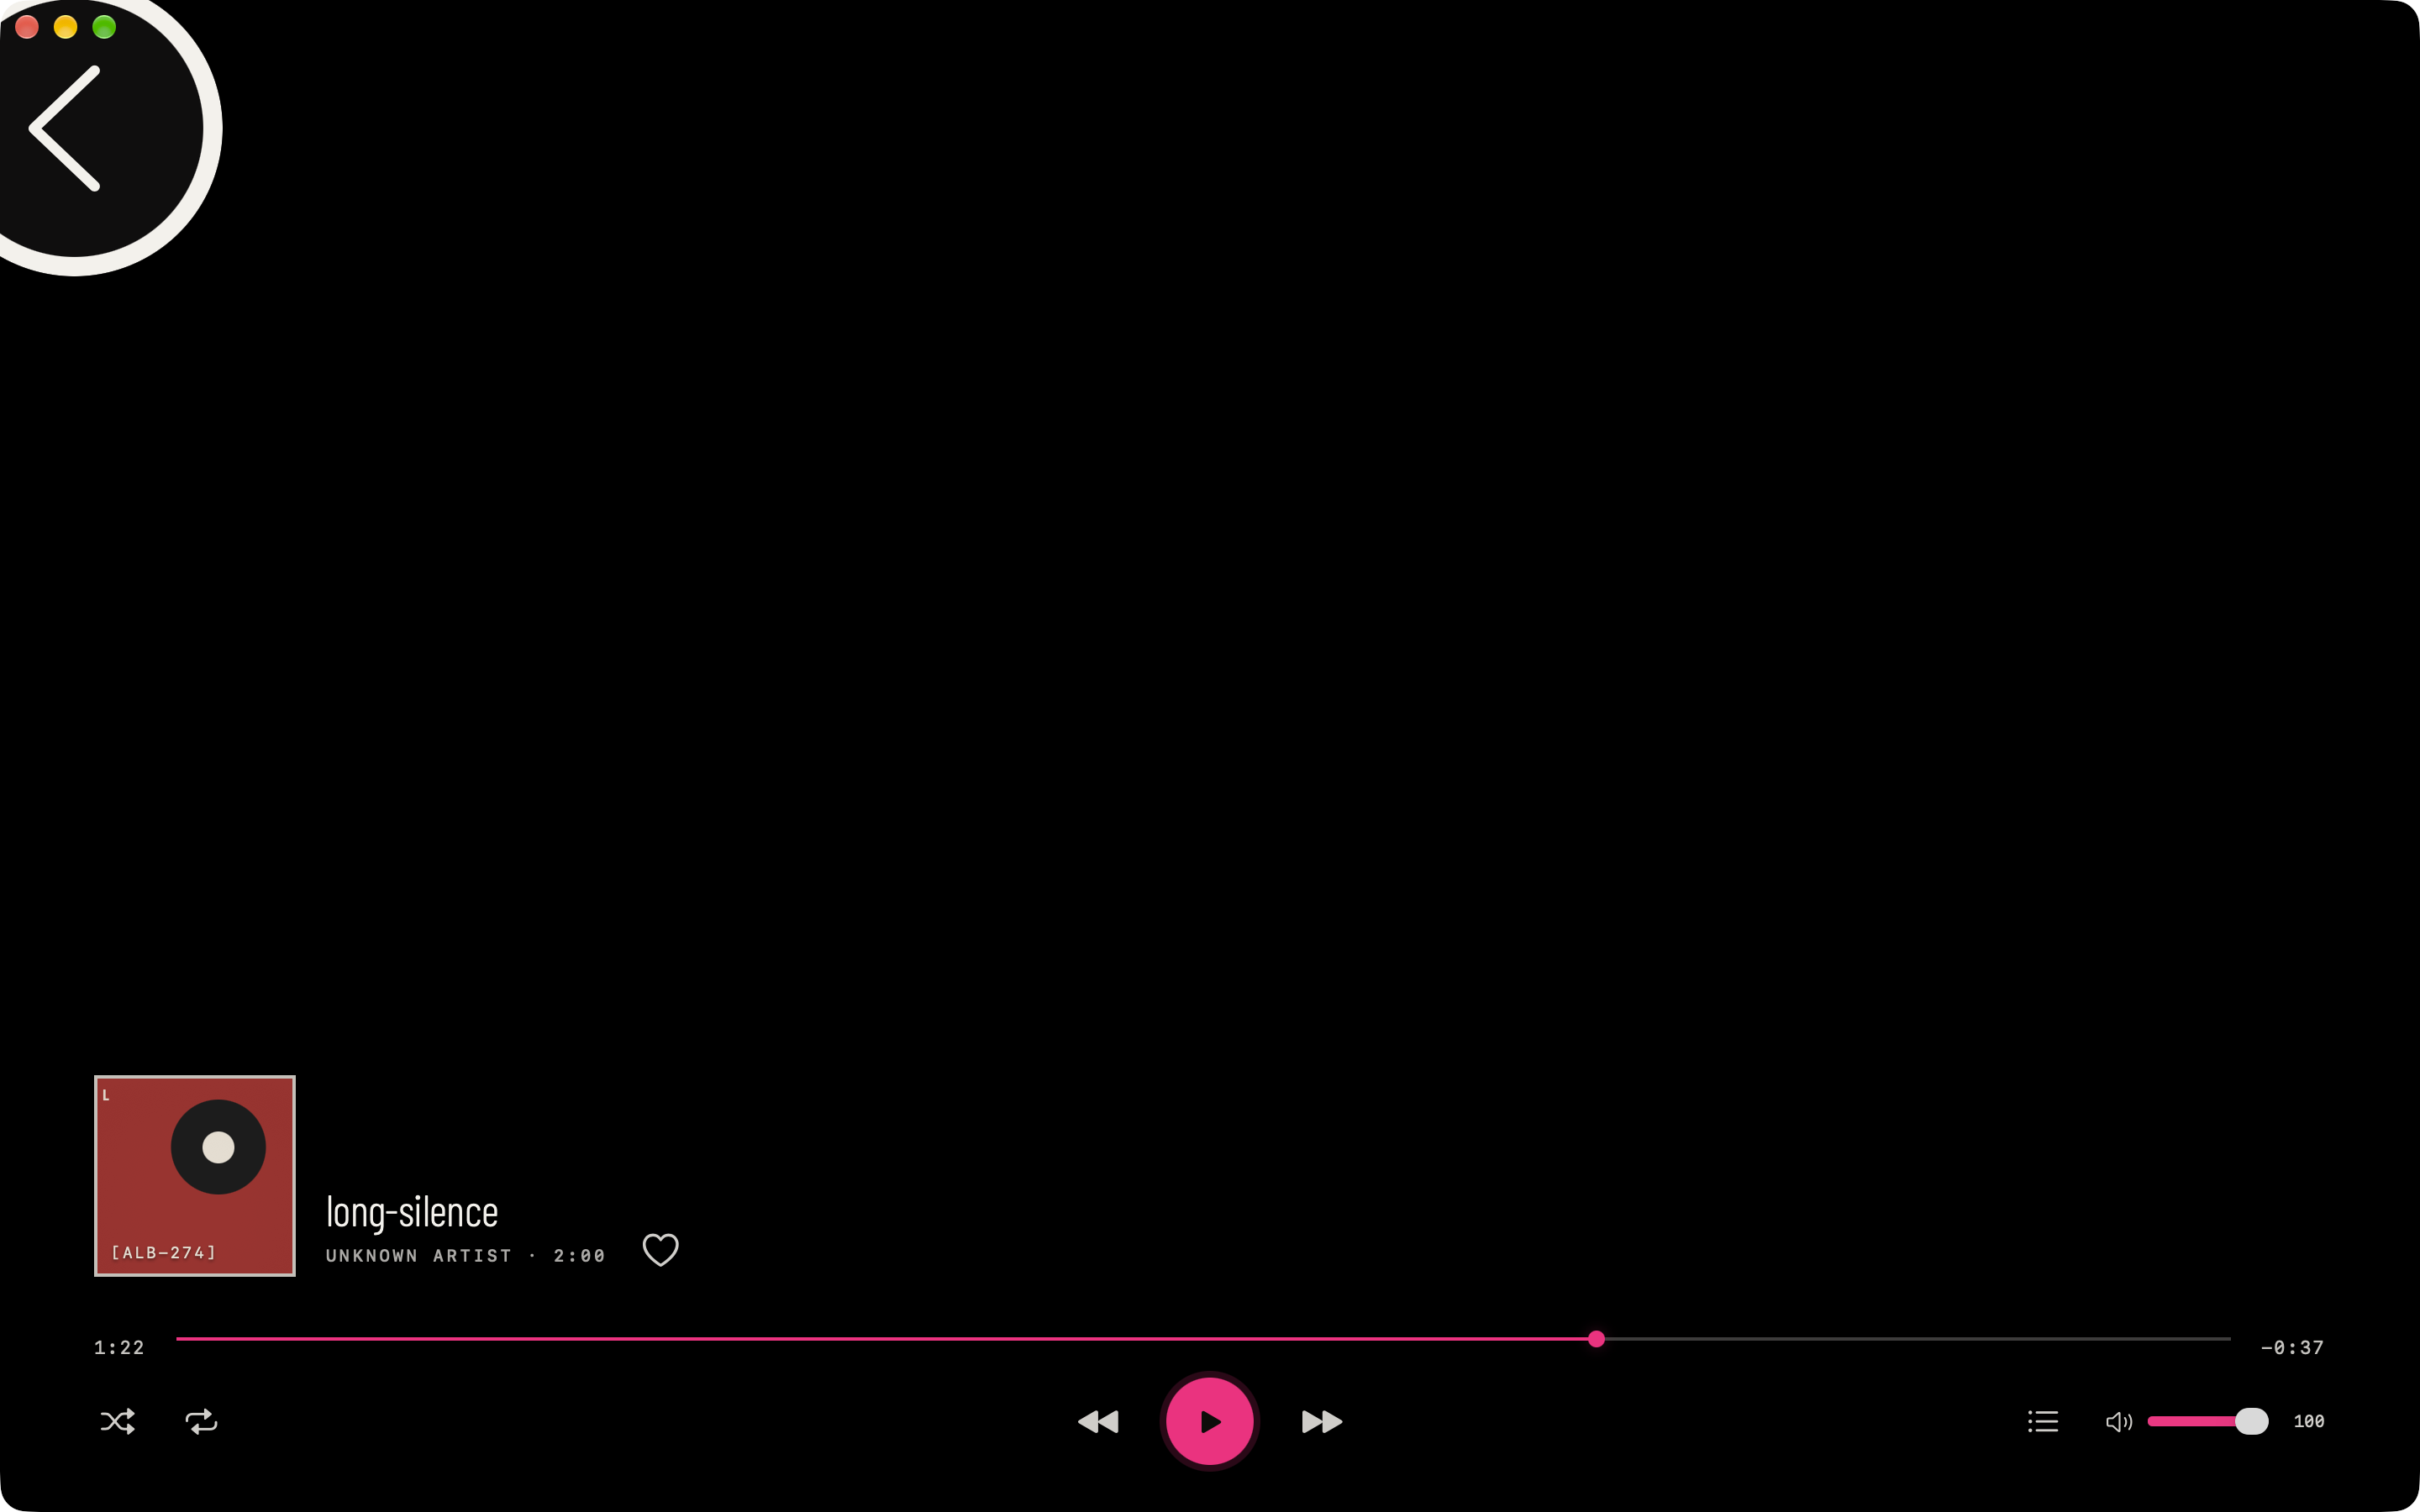 L
[ALB–274]
long-silence
UNKNOWN ARTIST · 2:00
1:22
–0:37
100